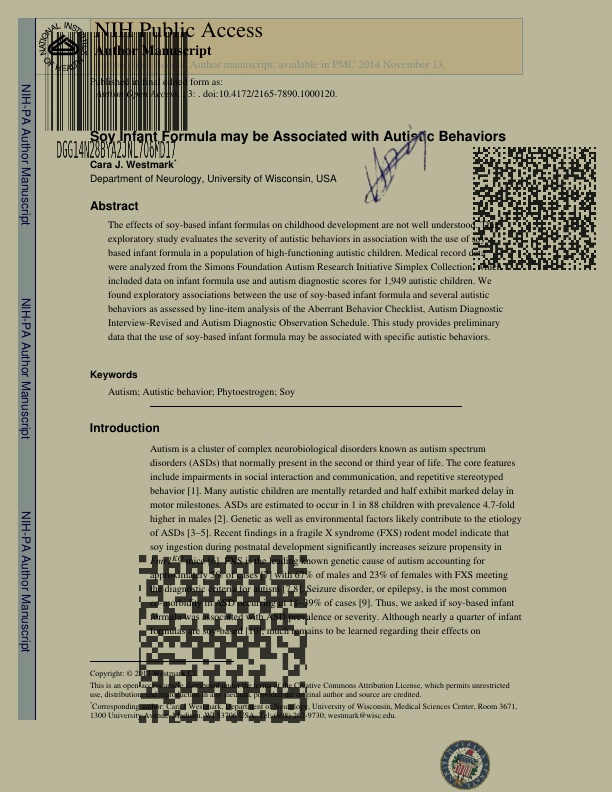 NIH Public Access
Author Manuscript
Author manuscript; available in PMC 2014 November 13.
Published in final edited form as:
3: . doi:10.4172/2165-7890.1000120.
DGG14N28BYA2JNL706MD17
Soy Infant Formula may be Associated with Autistic Behaviors
Cara J. Westmark*
Department of Neurology, University of Wisconsin, USA
Abstract
The effects of soy-based infant formulas on childhood development are not well understood.
exploratory study evaluates the severity of autistic behaviors in association with the use of
based infant formula in a population of high-functioning autistic children. Medical record
were analyzed from the Simons Foundation Autism Research Initiative Simplex Collection,
included data on infant formula use and autism diagnostic scores for 1,949 autistic children. We
found exploratory associations between the use of soy-based infant formula and several autistic
behaviors as assessed by line-item analysis of the Aberrant Behavior Checklist, Autism Diagnostic
Interview-Revised and Autism Diagnostic Observation Schedule. This study provides preliminary
data that the use of soy-based infant formula may be associated with specific autistic behaviors.
Keywords
Autism; Autistic behavior; Phytoestrogen; Soy
Introduction
Autism is a cluster of complex neurobiological disorders known as autism spectrum
disorders (ASDs) that normally present in the second or third year of life. The core features
include impairments in social interaction and communication, and repetitive stereotyped
behavior [1]. Many autistic children are mentally retarded and half exhibit marked delay in
motor milestones. ASDs are estimated to occur in 1 in 88 children with prevalence 4.7-fold
higher in males [2]. Genetic as well as environmental factors likely contribute to the etiology
of ASDs [3–5]. Recent findings in a fragile X syndrome (FXS) rodent model indicate that
soy ingestion during postnatal development significantly increases seizure propensity in
mice [6]. FXS is the leading known genetic cause of autism accounting for
approximately 5% of cases [7] with 67% of males and 23% of females with FXS meeting
the diagnostic criteria for autism [7,8]. Seizure disorder, or epilepsy, is the most common
co-morbidity in ASD occurring in 11–39% of cases [9]. Thus, we asked if soy-based infant
formula was associated with ASD prevalence or severity. Although nearly a quarter of infant
formulas are soy-based [10], much remains to be learned regarding their effects on
Copyright: © 2013 Westmark CJ.
This is an open-access article distributed under the terms of the Creative Commons Attribution License, which permits unrestricted
use, distribution, and reproduction in any medium, provided the original author and source are credited.
*Corresponding author: Cara J. Westmark, Department of Neurology, University of Wisconsin, Medical Sciences Center, Room 3671,
1300 University Avenue, Madison, WI 53706 USA, Tel: (608) 262-9730; westmark@wisc.edu.
NIH-PA Author Manuscript
NIH-PA Author Manuscript
NIH-PA Author Manuscript
NATIONAL INSTITUTES OF HEALTH